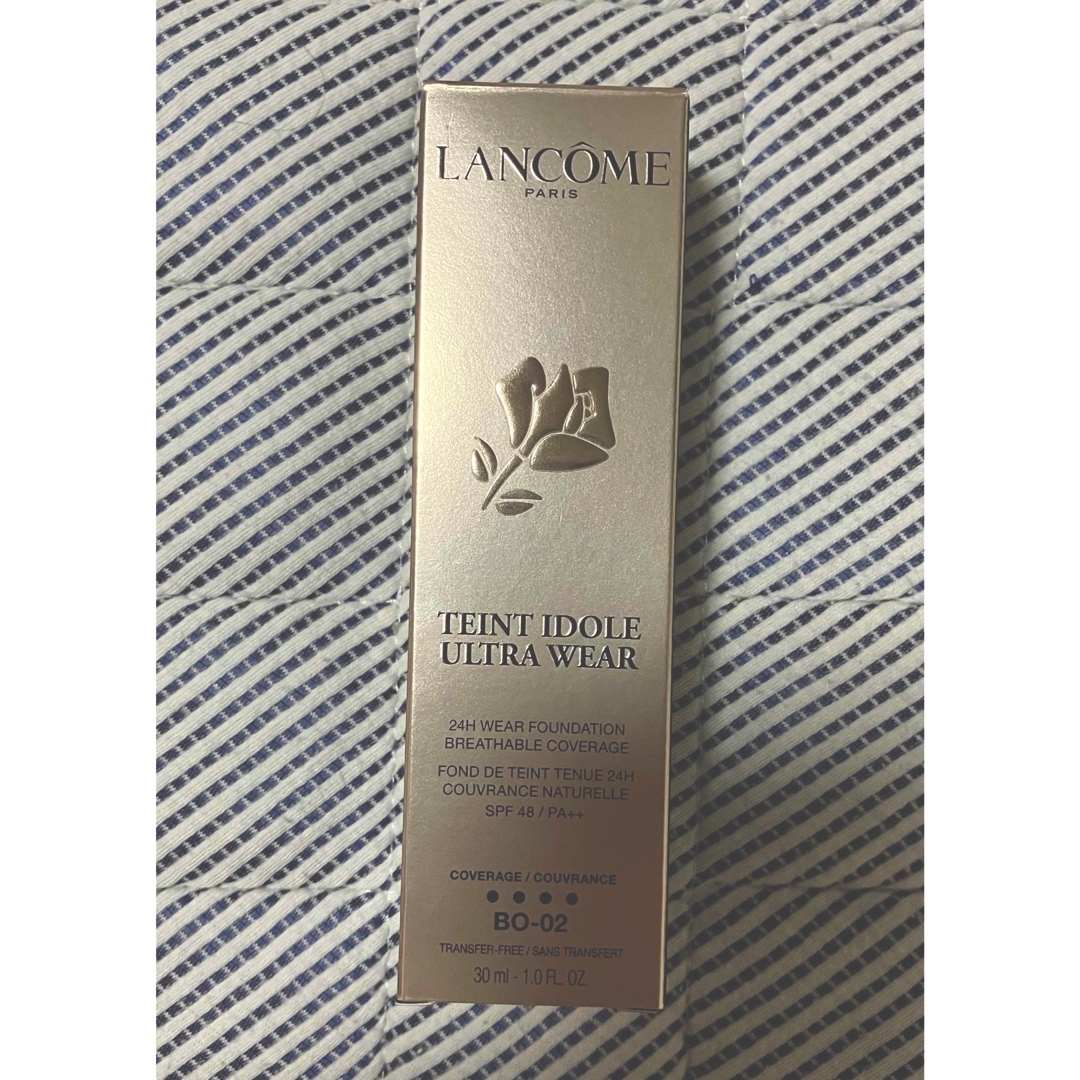 LANCÔME
PARIS
TEINT IDOLE
ULTRA WEAR
24H WEAR FOUNDATION
BREATHABLE COVERAGE
FOND DE TEINT TENUE 24H
COUVRANCE NATURELLE
SPF 48 / PA++
COVERAGE / COUVRANCE
BO-02
TRANSFER-FREE / SANS TRANSFERT
30 ml - 1.0 FL. OZ.